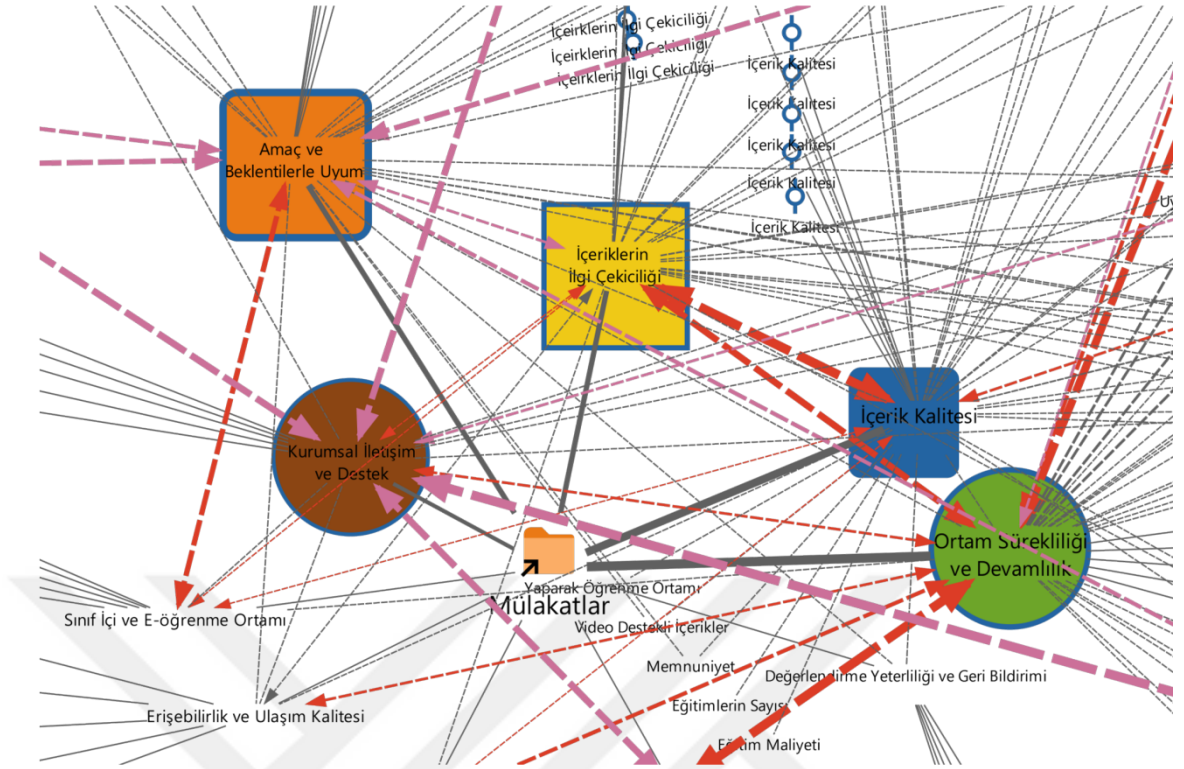 İçeirklerin İlgi Çekiciliği
İçeirklerin İlgi Çekiciliği
İçeirklerin İlgi Çekiciliği
İçerik Kalitesi
İçerik Kalitesi
İçerik Kalitesi
İçerik Kalitesi
İçerik Kalitesi
Amaç ve
Beklentilerle Uyum
İçeriklerin
İlgi Çekiciliği
İçerik Kalitesi
Kurumsal İletişim
ve Destek
Ortam Sürekliliği
ve Devamlılık
Yaparak Öğrenme Ortamı
Mülakatlar
Sınıf İçi ve E-öğrenme Ortamı
Video Destekli İçerikler
Memnuniyet
Değerlendirme Yeterliliği ve Geri Bildirimi
Eğitimlerin Sayısı
Erişebilirlik ve Ulaşım Kalitesi
Eğitim Maliyeti